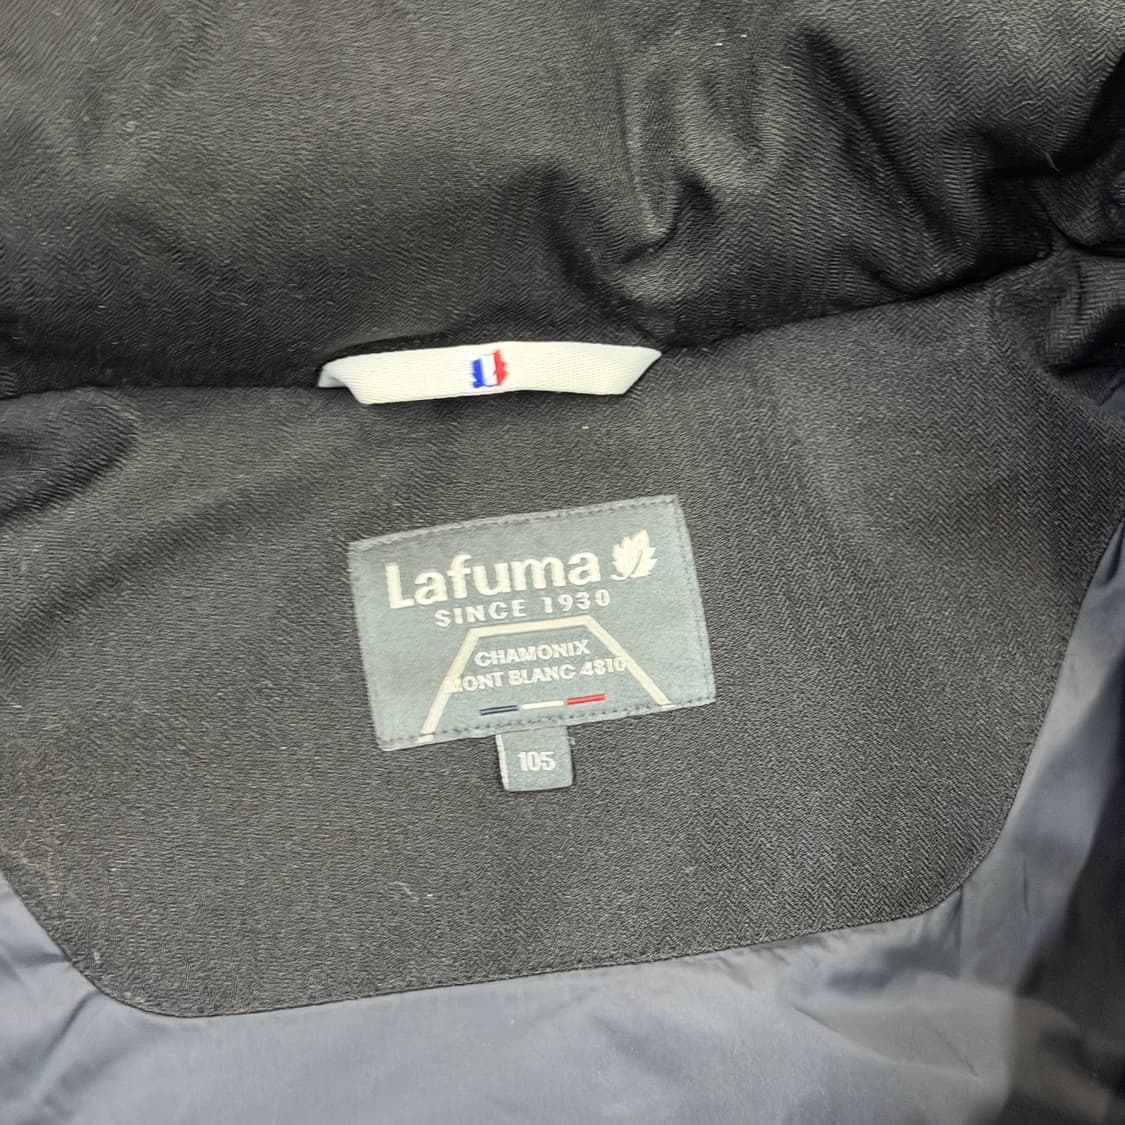 Lafuma
SINCE 1930
CHAMONIX
MONT BLANC 4810
105